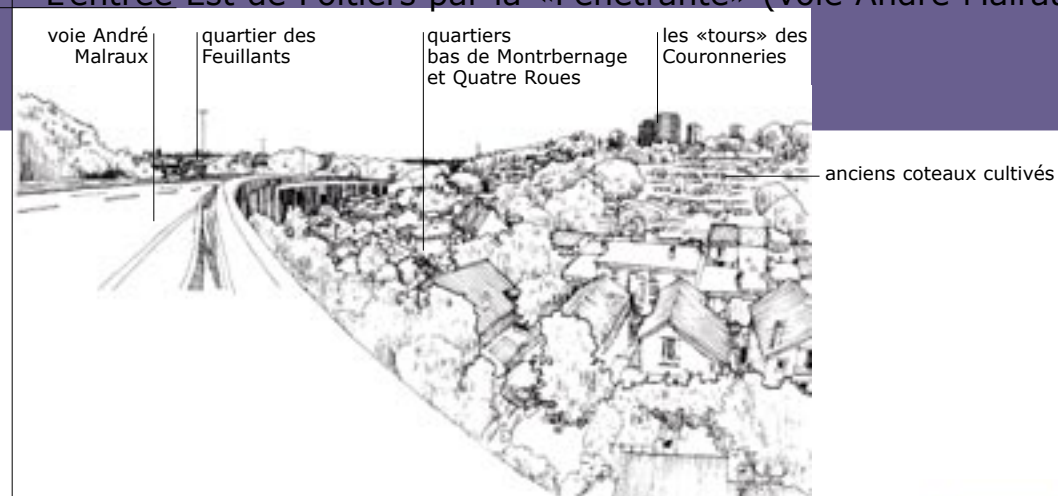 L'entrée Est de Poitiers par la «Pénétrante» (voie André Malraux
voie André
Malraux
quartier des
Feuillants
quartiers
bas de Montrbernage
et Quatre Roues
les «tours» des
Couronneries
anciens coteaux cultivés